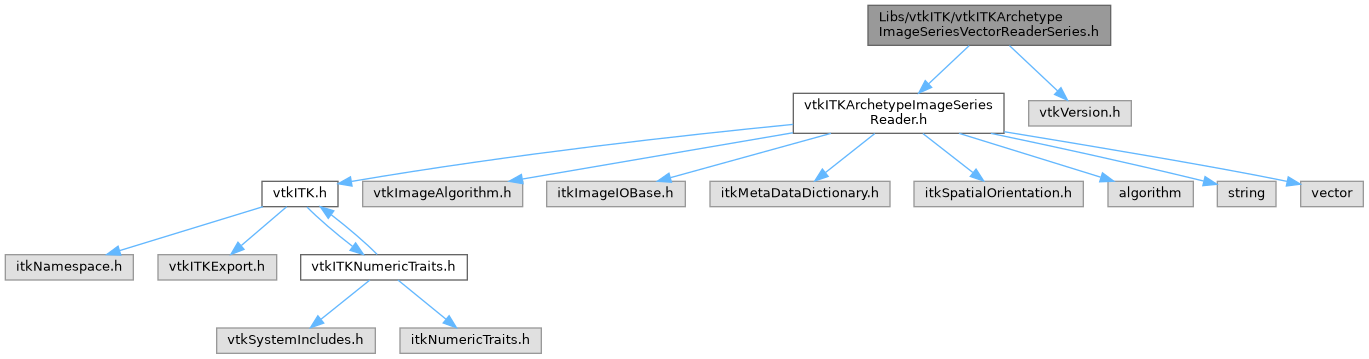 Libs/vtkITK/vtkITKArchetype
ImageSeriesVectorReaderSeries.h
vtkITKArchetypeImageSeries
Reader.h
vtkVersion.h
vtkITK.h
vtkImageAlgorithm.h
itkImageIOBase.h
itkMetaDataDictionary.h
itkSpatialOrientation.h
algorithm
string
vector
itkNamespace.h
vtkITKExport.h
vtkITKNumericTraits.h
vtkSystemIncludes.h
itkNumericTraits.h